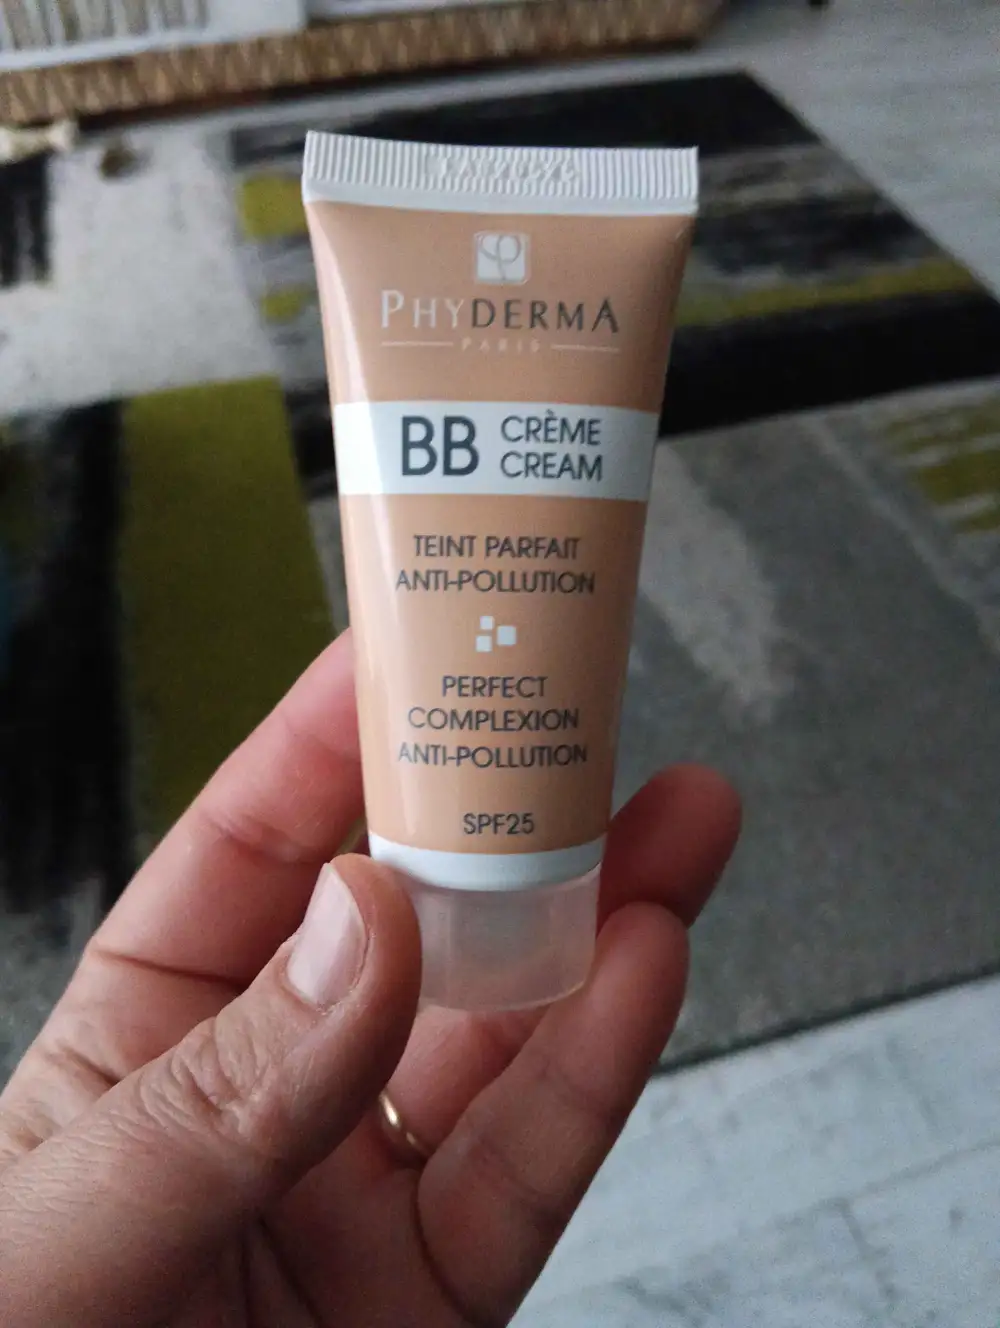 PHYDERMA
PARIS
BB CRÈME
CREAM
TEINT PARFAIT
ANTI-POLLUTION
PERFECT
COMPLEXION
ANTI-POLLUTION
SPF25